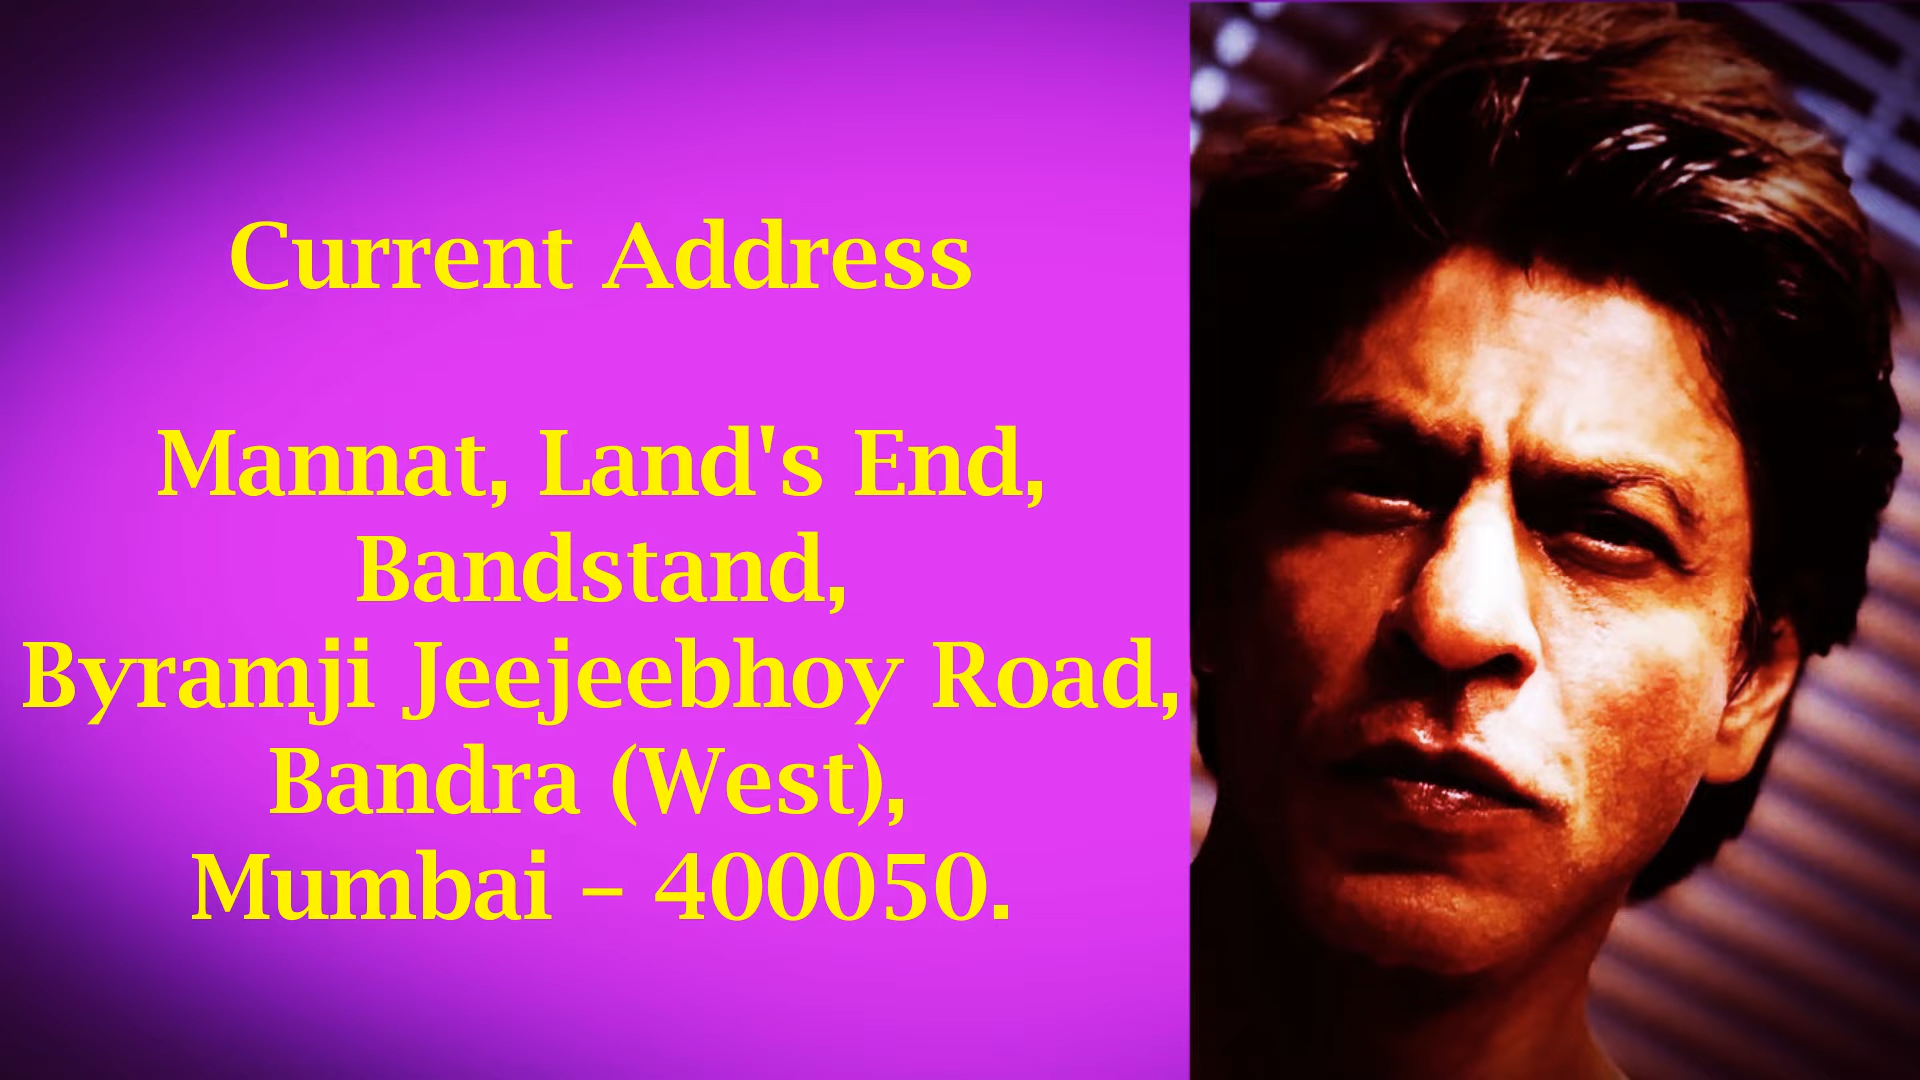 Current Address
Mannat, Land's End,
Bandstand,
Byramji Jeejeebhoy Road,
Bandra (West),
Mumbai – 400050.